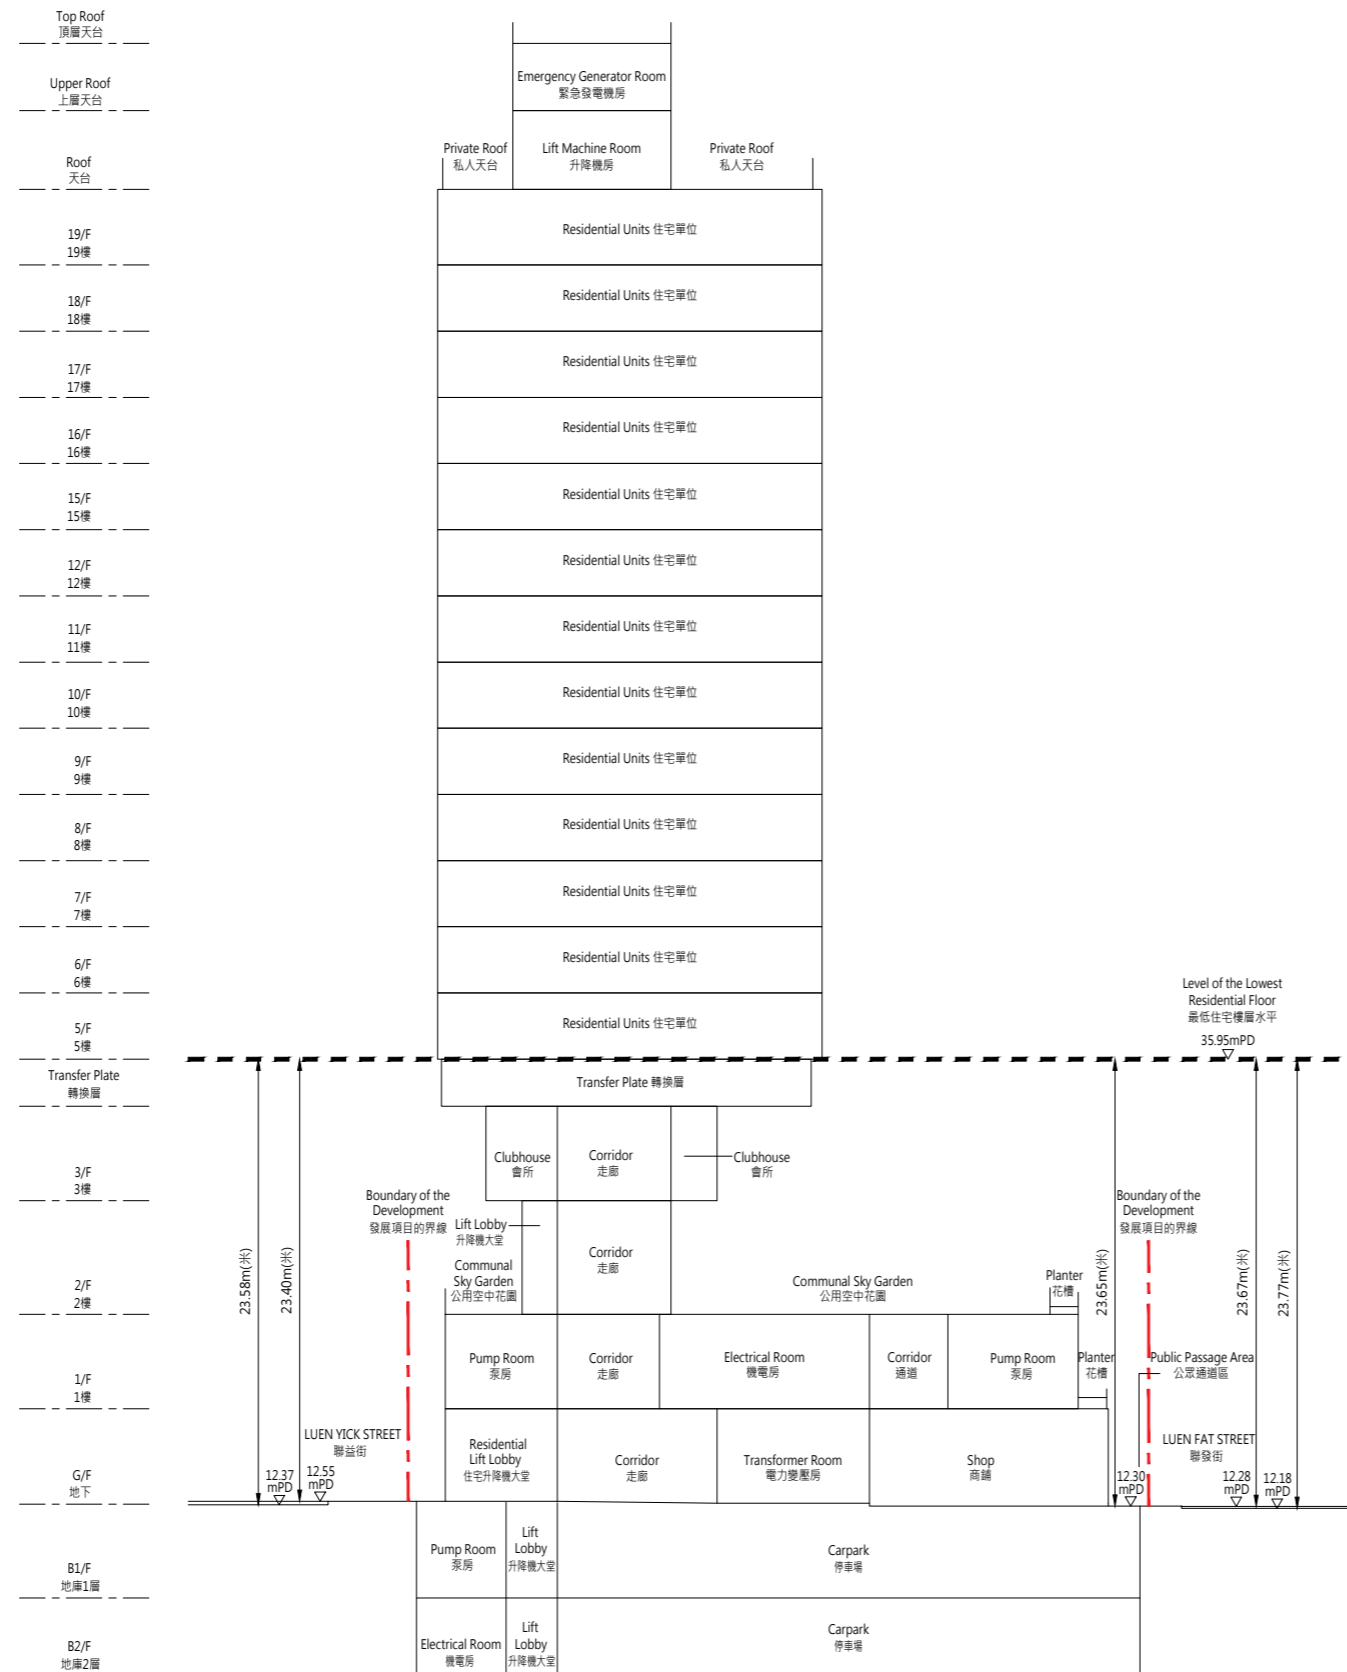 Top Roof
頂層天台
Upper Roof
上層天台
Emergency Generator Room
緊急發電機房
Roof
天台
Private Roof
私人天台
Lift Machine Room
升降機房
Private Roof
私人天台
19/F
19樓
Residential Units 住宅單位
18/F
18樓
Residential Units 住宅單位
17/F
17樓
Residential Units 住宅單位
16/F
16樓
Residential Units 住宅單位
15/F
15樓
Residential Units 住宅單位
12/F
12樓
Residential Units 住宅單位
11/F
11樓
Residential Units 住宅單位
10/F
10樓
Residential Units 住宅單位
9/F
9樓
Residential Units 住宅單位
8/F
8樓
Residential Units 住宅單位
7/F
7樓
Residential Units 住宅單位
6/F
6樓
Residential Units 住宅單位
5/F
5樓
Residential Units 住宅單位
Level of the Lowest
Residential Floor
最低住宅樓層水平
35.95mPD
Transfer Plate
轉換層
Transfer Plate 轉換層
3/F
3樓
Clubhouse
會所
Corridor
走廊
Clubhouse
會所
Boundary of the
Development
發展項目的界線
Boundary of the
Development
發展項目的界線
2/F
2樓
Lift Lobby
升降機大堂
Corridor
走廊
Communal
Sky Garden
公用空中花園
Communal Sky Garden
公用空中花園
Planter
花槽
23.58m(米)
23.40m(米)
23.65m(米)
23.67m(米)
23.77m(米)
1/F
1樓
Pump Room
泵房
Corridor
走廊
Electrical Room
機電房
Corridor
通道
Pump Room
泵房
Planter
花槽
Public Passage Area
公眾通道區
LUEN YICK STREET
聯益街
LUEN FAT STREET
聯發街
G/F
地下
12.37
mPD
12.55
mPD
Residential
Lift Lobby
住宅升降機大堂
Corridor
走廊
Transformer Room
電力變壓房
Shop
商鋪
12.30
mPD
12.28
mPD
12.18
mPD
B1/F
地庫1層
Pump Room
泵房
Lift
Lobby
升降機大堂
Carpark
停車場
B2/F
地庫2層
Electrical Room
機電房
Lift
Lobby
升降機大堂
Carpark
停車場